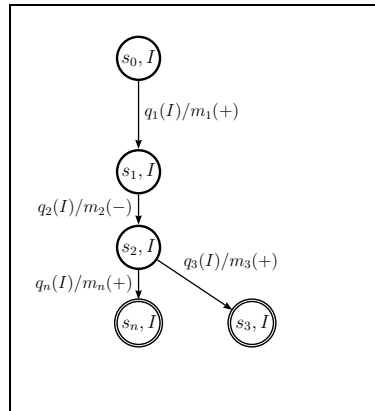 s₀, I
q₁(I)/m₁(+)
s₁, I
q₂(I)/m₂(−)
s₂, I
q₃(I)/m₃(+)
qₙ(I)/mₙ(+)
sₙ, I
s₃, I